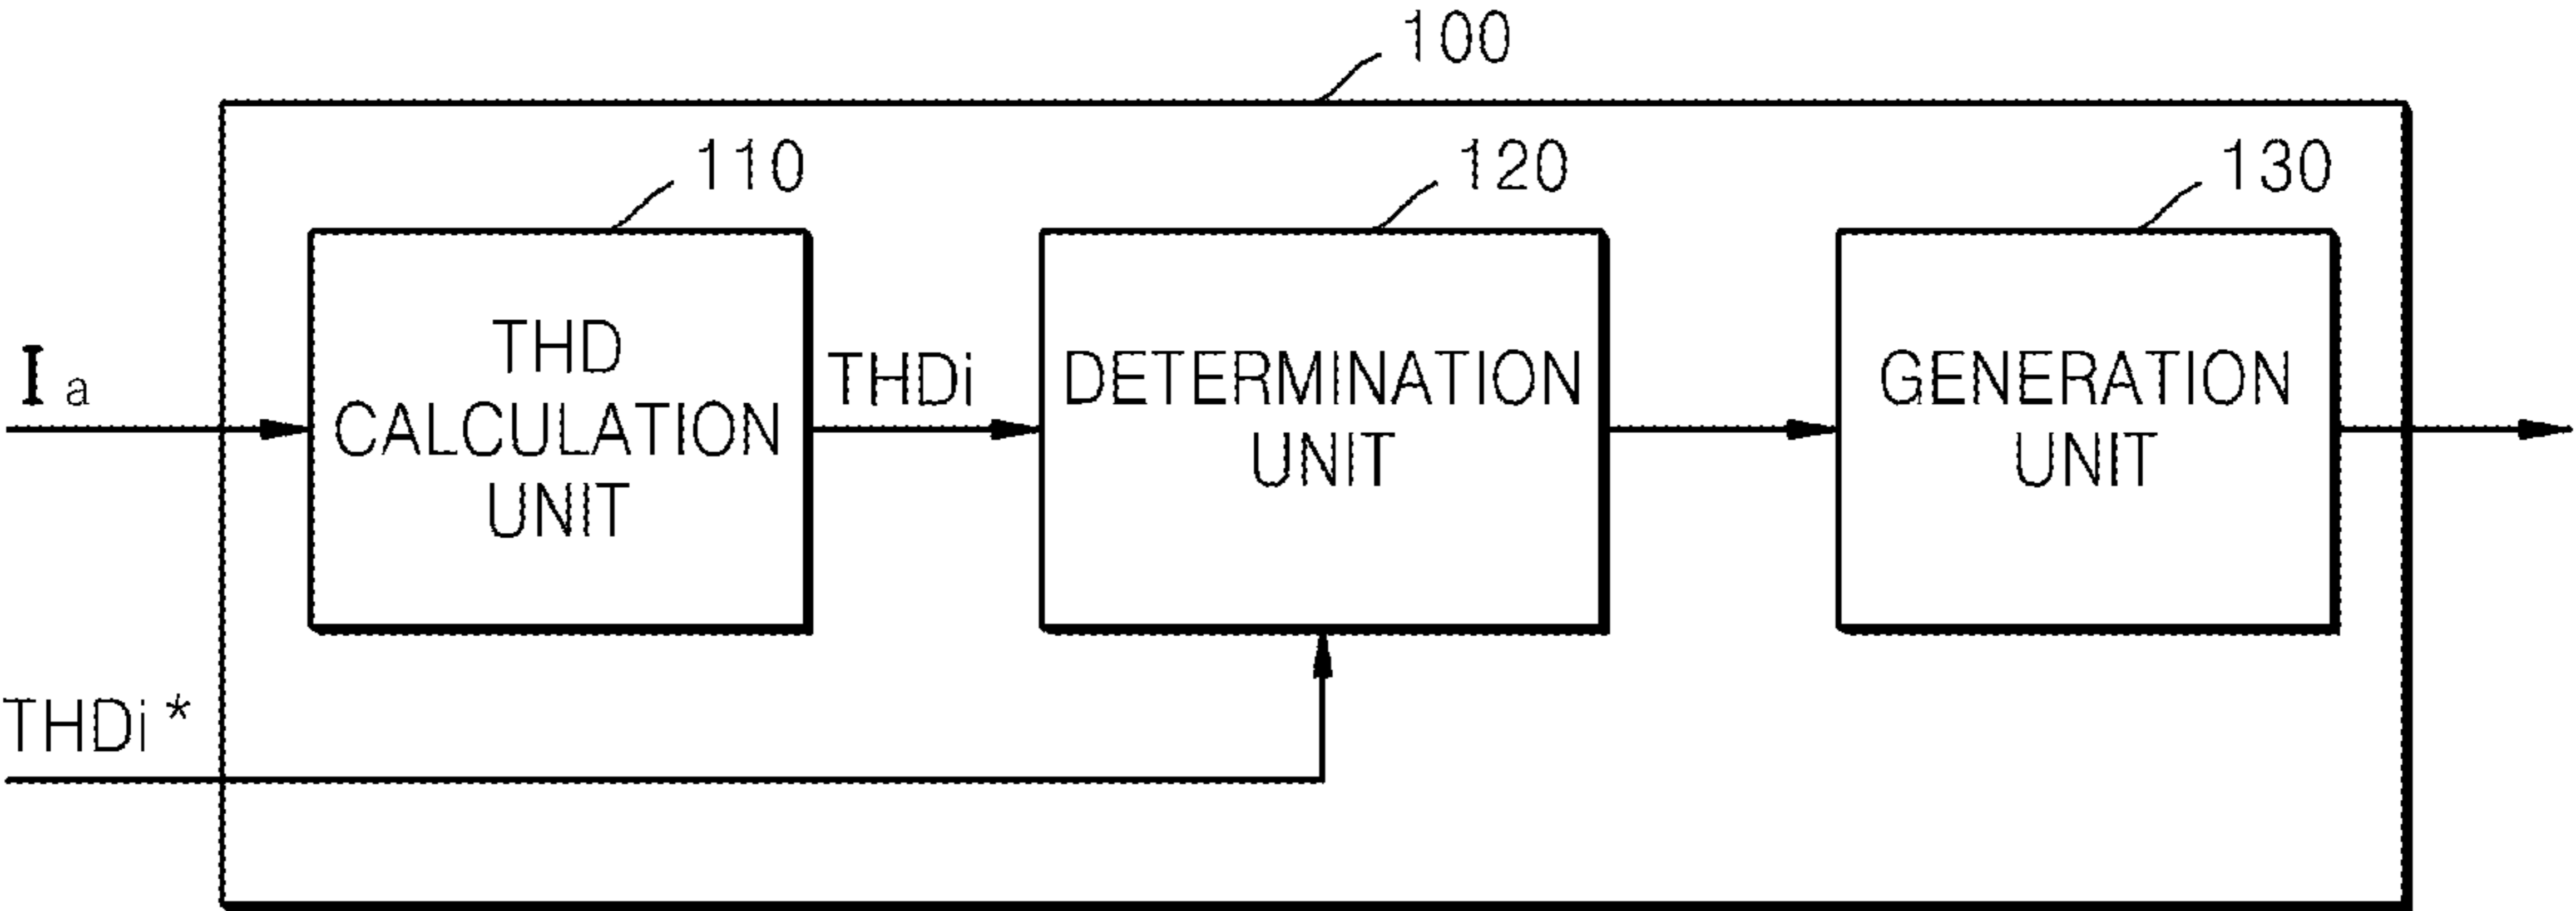 100
110
120
130
THD
CALCULATION
UNIT
I a
THDi
DETERMINATION
UNIT
GENERATION
UNIT
THDi *